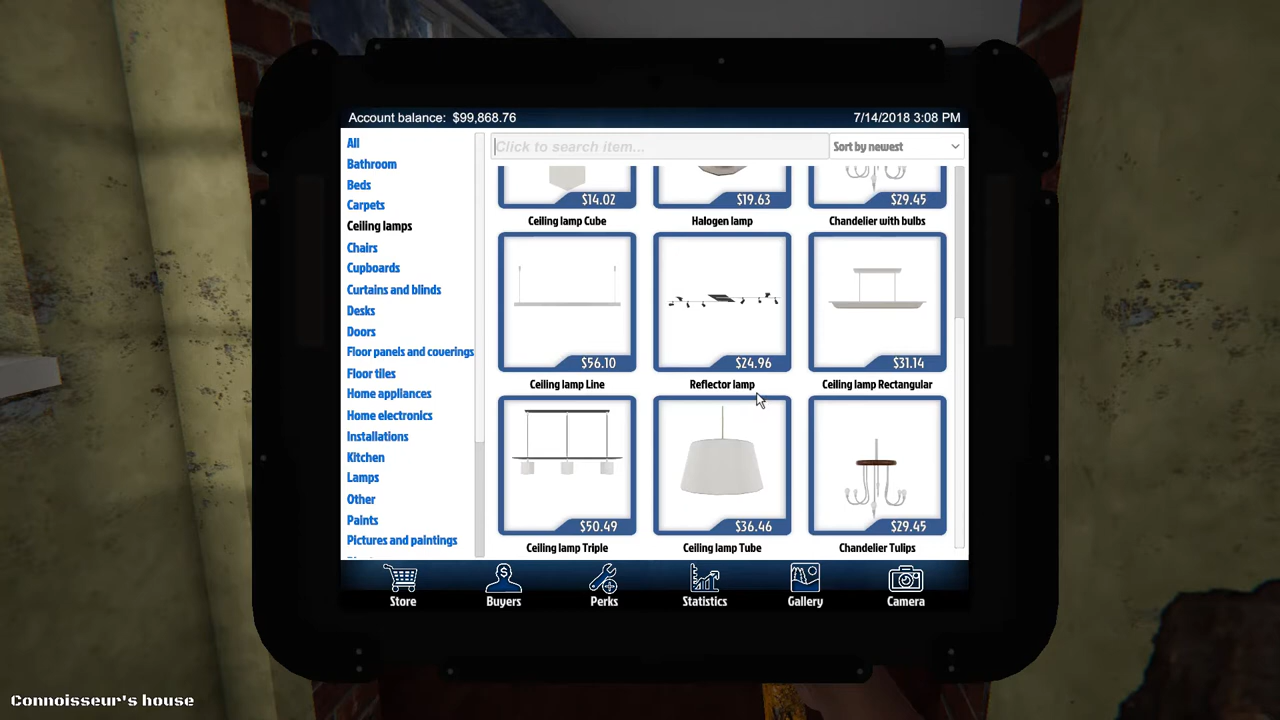 Account balance: $99,868.76 7/14/2018 3:08 PM
Click to search item... Sort by newest
All
Bathroom
Beds
Carpets
Ceiling lamps
Chairs
Cupboards
Curtains and blinds
Desks
Doors
Floor panels and coverings
Floor tiles
Home appliances
Home electronics
Installations
Kitchen
Lamps
Other
Paints
Pictures and paintings
$14.02 $19.63 $29.45
Ceiling lamp Cube Halogen lamp Chandelier with bulbs
$56.10 $24.96 $31.14
Ceiling lamp Line Reflector lamp Ceiling lamp Rectangular
$50.49 $36.46 $29.45
Ceiling lamp Triple Ceiling lamp Tube Chandelier Tulips
Store Buyers Perks Statistics Gallery Camera
Connoisseur's house